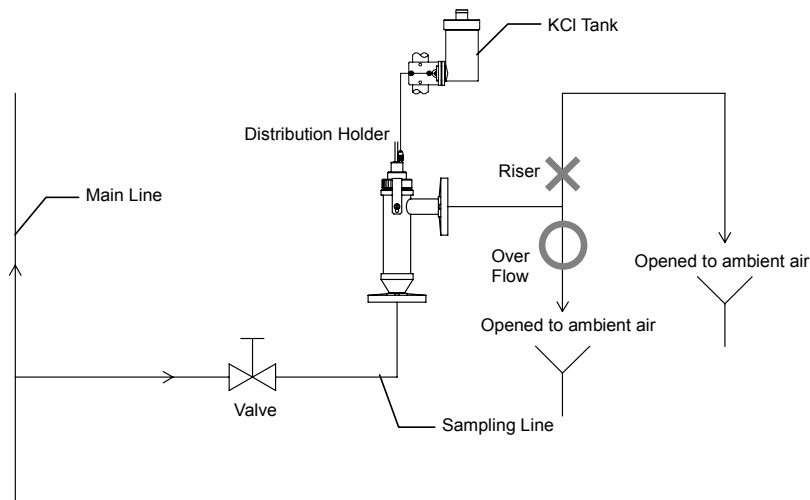 KCl Tank
Distribution Holder
Riser
Main Line
Over
Flow
Opened to ambient air
Opened to ambient air
Valve
Sampling Line